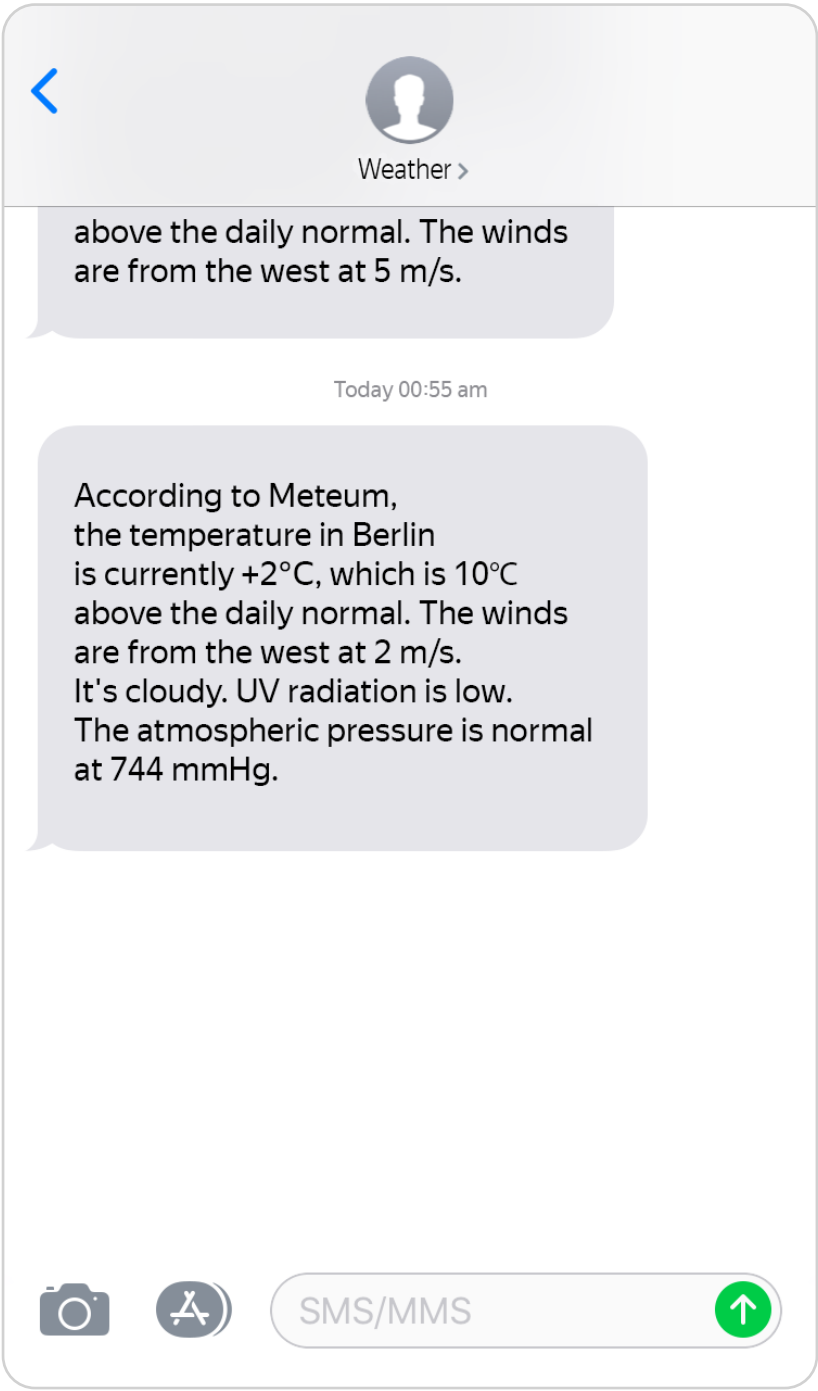 Weather >
above the daily normal. The winds
are from the west at 5 m/s.
Today 00:55 am
According to Meteum,
the temperature in Berlin
is currently +2°C, which is 10°C
above the daily normal. The winds
are from the west at 2 m/s.
It's cloudy. UV radiation is low.
The atmospheric pressure is normal
at 744 mmHg.
SMS/MMS